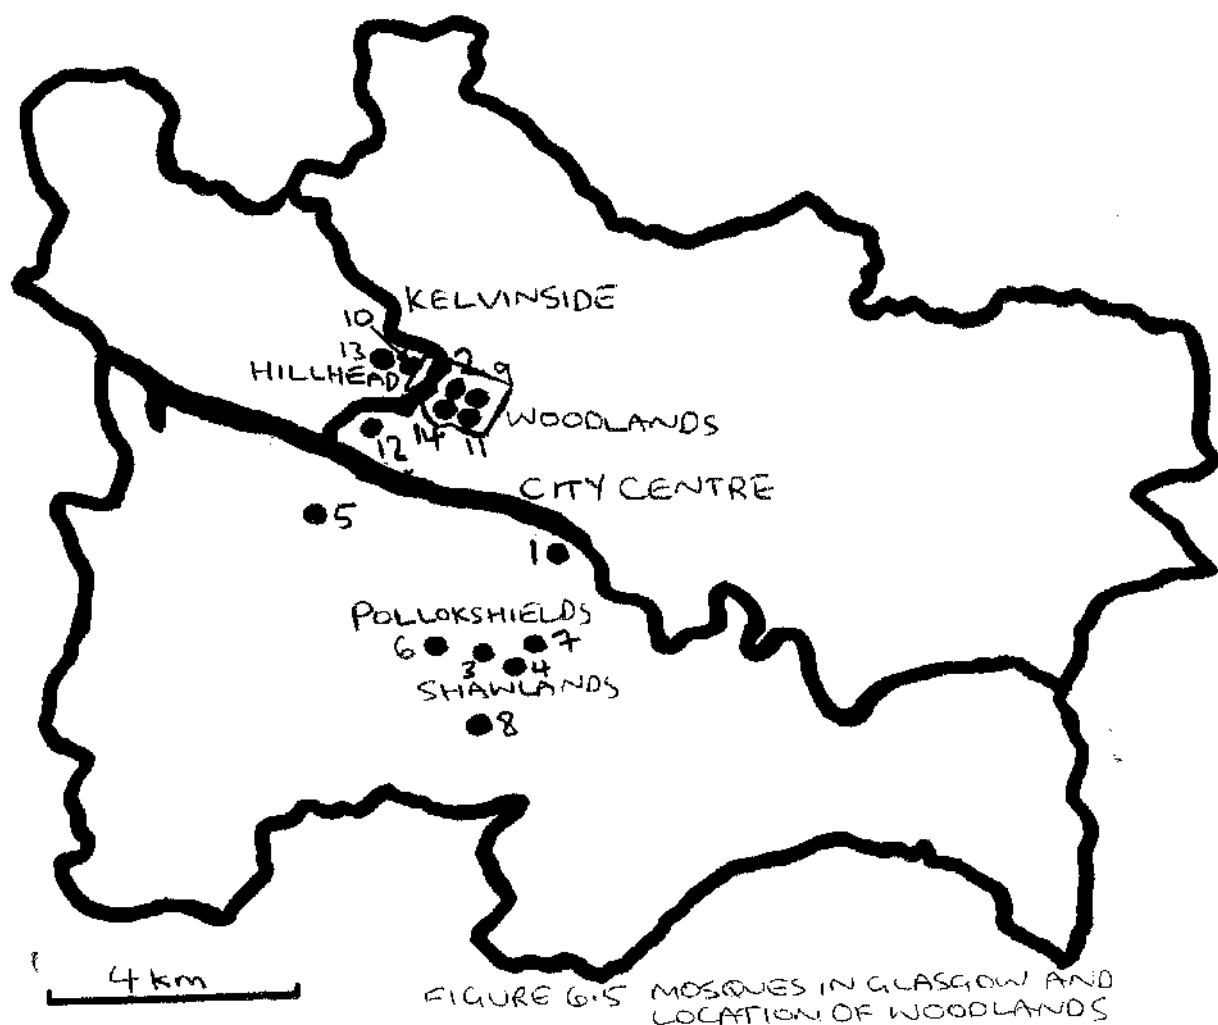 KELVINSIDE
10
13
2
9
HILLHEAD
WOODLANDS
14
11
12
CITY CENTRE
5
1
POLLOKSHIELDS
6
3
4
7
SHAWLANDS
8
4 km
FIGURE 6.5 MOSQUES IN GLASGOW AND
LOCATION OF WOODLANDS